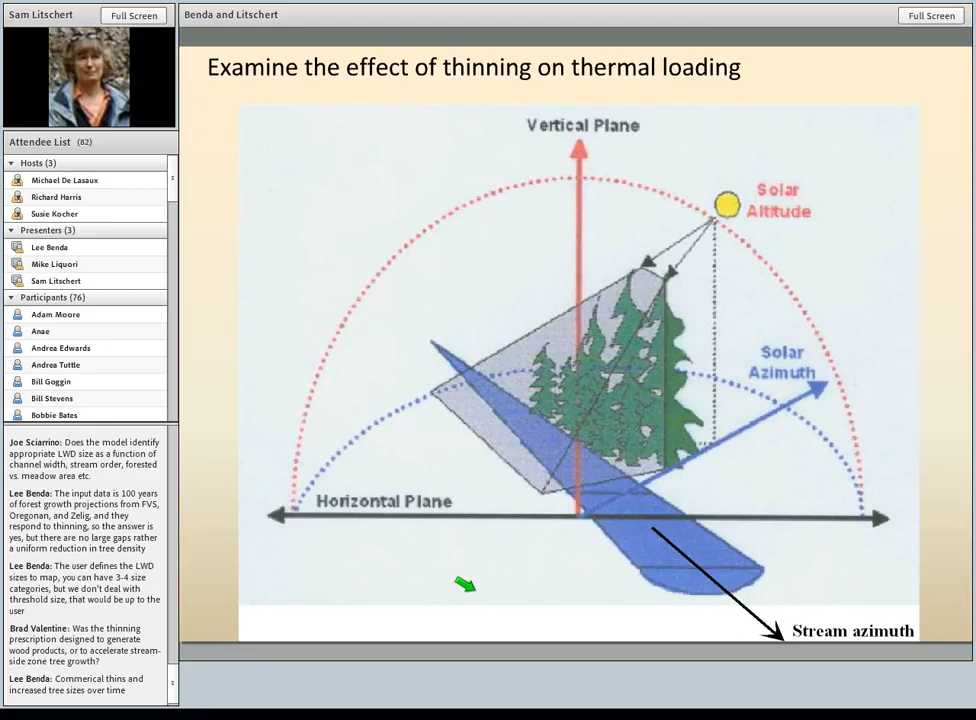 Sam Litschert
Full Screen
Benda and Litschert
Full Screen
Attendee List (82)
Hosts (3)
Michael De Lasaux
Richard Harris
Susie Kocher
Presenters (3)
Lee Benda
Mike Liquori
Sam Litschert
Participants (76)
Adam Moore
Anae
Andrea Edwards
Andrea Tuttle
Bill Goggin
Bill Stevens
Bobbie Bates
Joe Sciarrino: Does the model identify
appropriate LWD size as a function of
channel width, stream order, forested
vs. meadow area etc.
Lee Benda: The input data is 100 years
of forest growth projections from FVS,
Oregonan, and Zelig, and they
respond to thinning, so the answer is
yes, but there are no large gaps rather
a uniform reduction in tree density
Lee Benda: The user defines the LWD
sizes to map, you can have 3-4 size
categories, but we don't deal with
threshold size, that would be up to the
user
Brad Valentine: Was the thinning
prescription designed to generate
wood products, or to accelerate stream-
side zone tree growth?
Lee Benda: Commerical thins and
increased tree sizes over time
Examine the effect of thinning on thermal loading
Vertical Plane
Solar
Altitude
Solar
Azimuth
Horizontal Plane
Stream azimuth